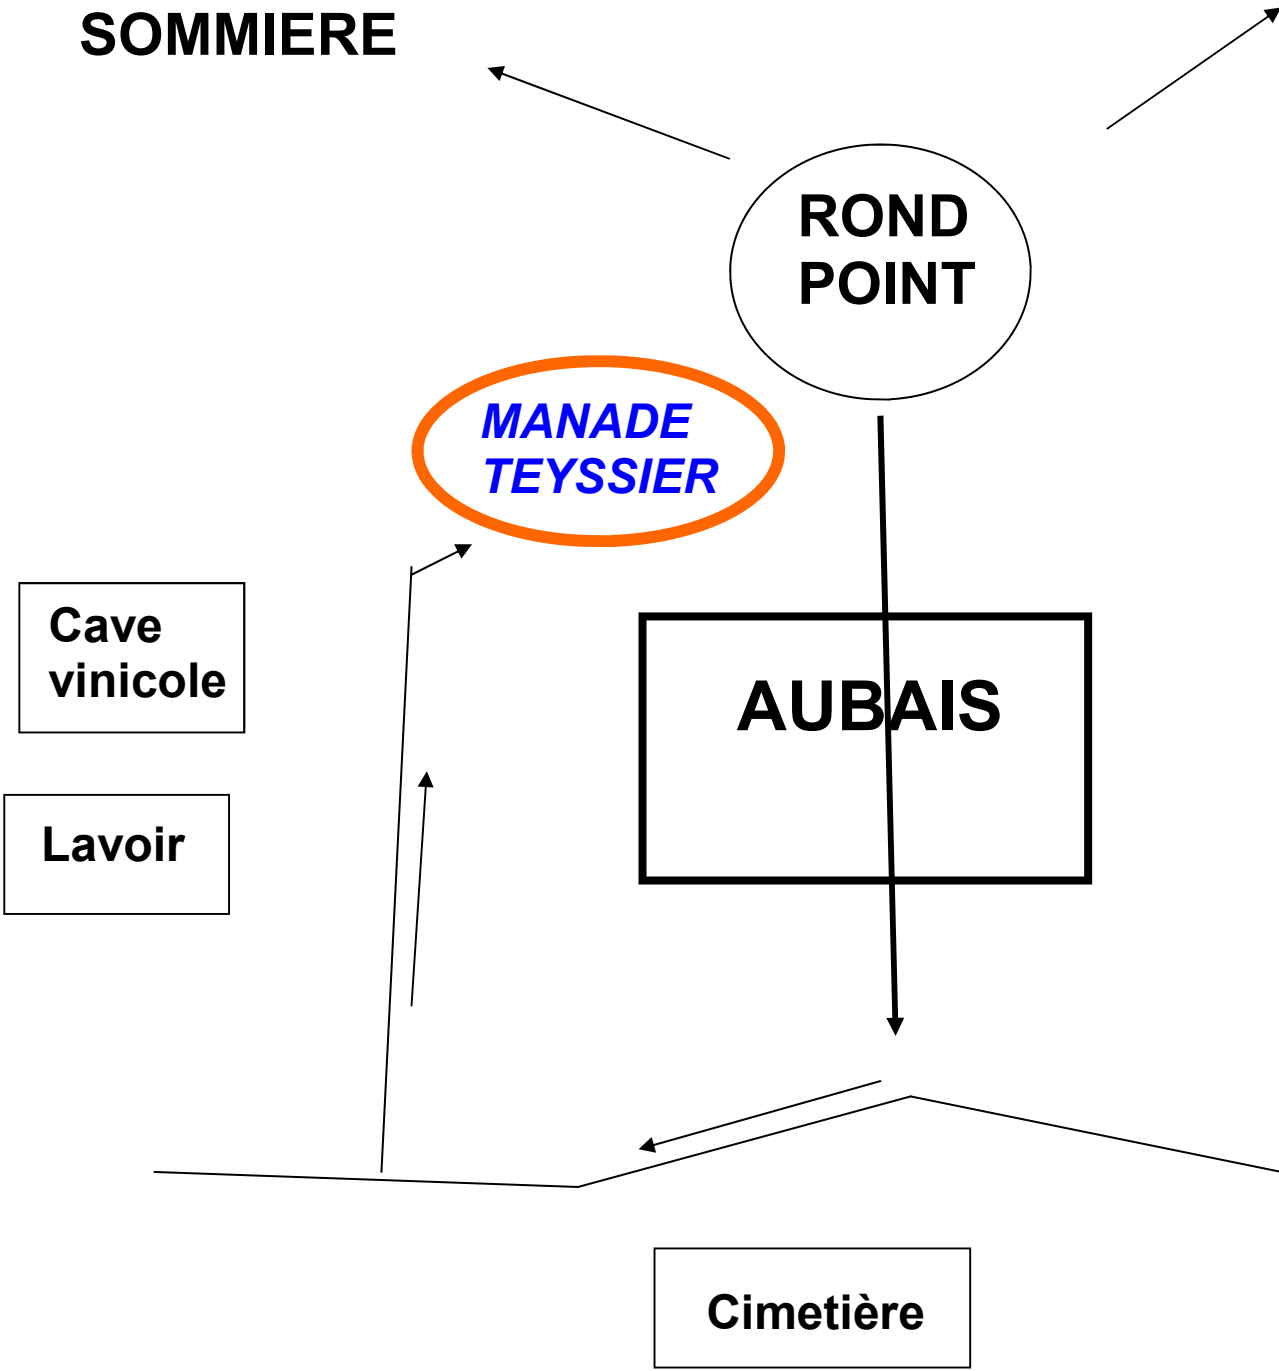 SOMMIERE
ROND
POINT
MANADE
TEYSSIER
Cave
vinicole
AUBAIS
Lavoir
Cimetière